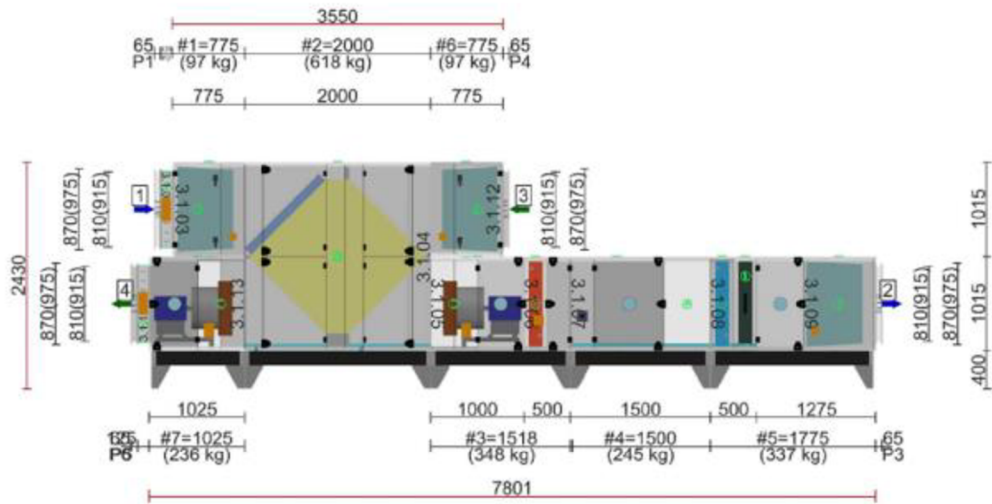 3550
65 #1=775 #2=2000 #6=775 65
P1 (97 kg) (618 kg) (97 kg) P4
775 2000 775
870(975) 810(915) 1 3.1.03 3.1.12 3 810(915) 870(975) 1015
2430
3.1.04
870(975) 810(915) 4 3.1.13 3.1.05 3.1.07 3.1.08 3.1.09 2 810(915) 870(975) 1015
400
1025 1000 500 1500 500 1275
#7=1025 #3=1518 #4=1500 #5=1775 65
(236 kg) (348 kg) (245 kg) (337 kg) P3
7801